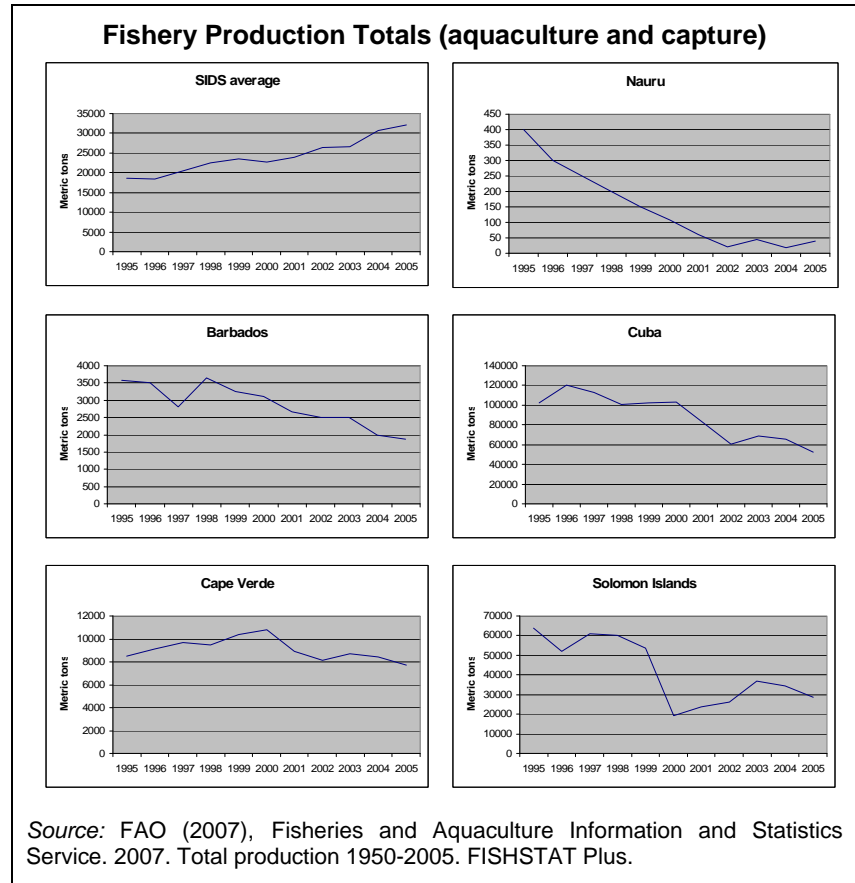 Fishery Production Totals (aquaculture and capture)
SIDS average
Metric tons
35000
30000
25000
20000
15000
10000
5000
0
1995 1996 1997 1998 1999 2000 2001 2002 2003 2004 2005
Nauru
Metric tons
450
400
350
300
250
200
150
100
50
0
1995 1996 1997 1998 1999 2000 2001 2002 2003 2004 2005
Barbados
Metric tons
4000
3500
3000
2500
2000
1500
1000
500
0
1995 1996 1997 1998 1999 2000 2001 2002 2003 2004 2005
Cuba
Metric tons
140000
120000
100000
80000
60000
40000
20000
0
1995 1996 1997 1998 1999 2000 2001 2002 2003 2004 2005
Cape Verde
Metric tons
12000
10000
8000
6000
4000
2000
0
1995 1996 1997 1998 1999 2000 2001 2002 2003 2004 2005
Solomon Islands
Metric tons
70000
60000
50000
40000
30000
20000
10000
0
1995 1996 1997 1998 1999 2000 2001 2002 2003 2004 2005
Source: FAO (2007), Fisheries and Aquaculture Information and Statistics
Service. 2007. Total production 1950-2005. FISHSTAT Plus.